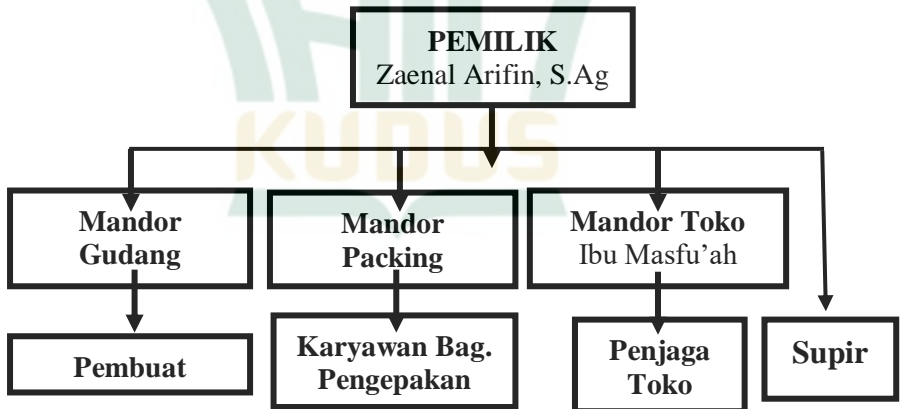 PEMILIK
Zaenal Arifin, S.Ag
KUDUS
Mandor
Gudang
Mandor
Packing
Mandor Toko
Ibu Masfu'ah
Pembuat
Karyawan Bag.
Pengepakan
Penjaga
Toko
Supir